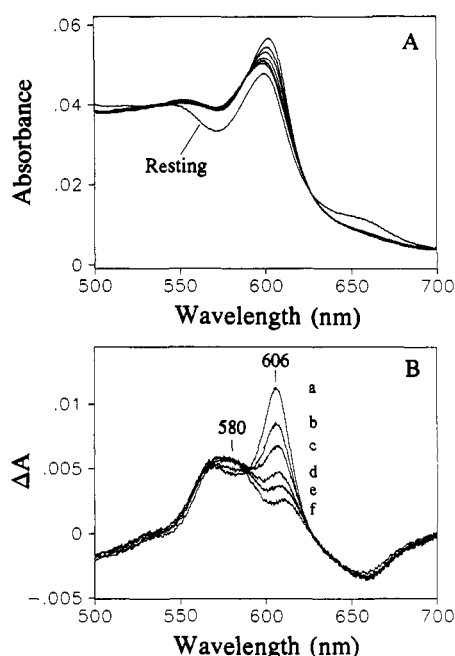 .06
A
.04
Absorbance
Resting
.02
0
500 550 600 650 700
Wavelength (nm)
B
606
.01
a
b
580
c
.005
d
ΔA
e
f
0
-.005
500 550 600 650 700
Wavelength (nm)